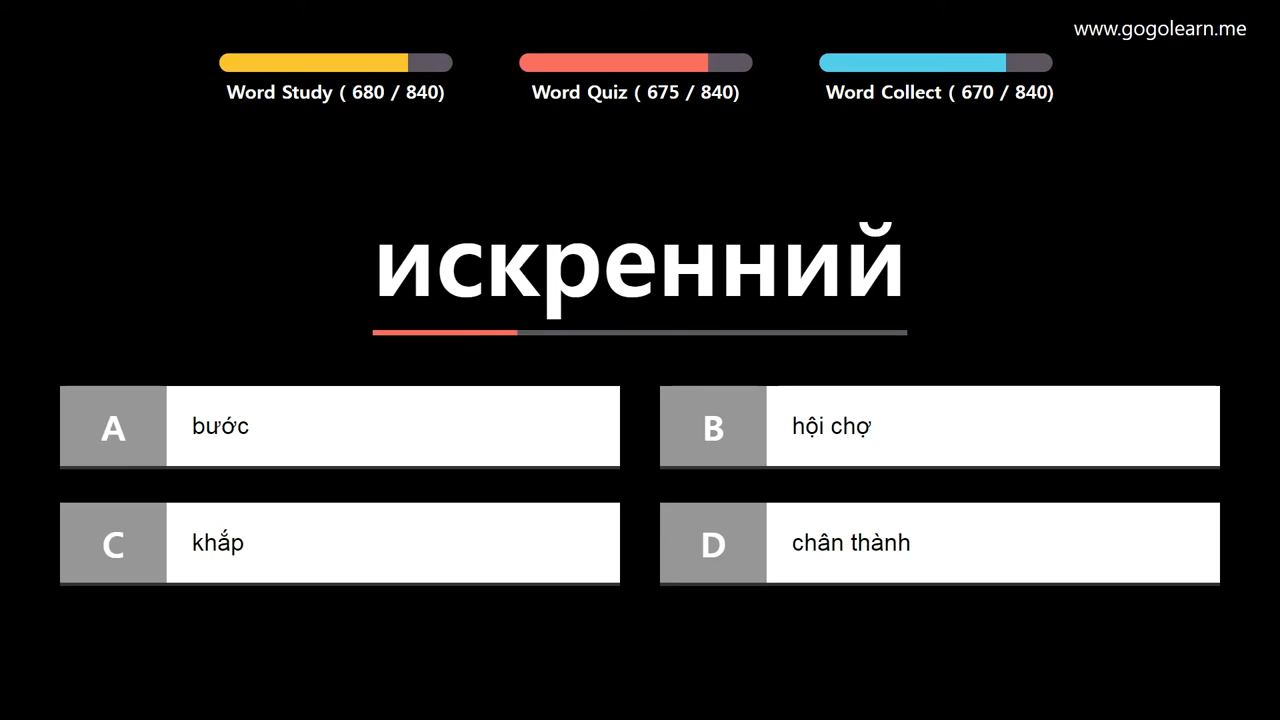 www.gogolearn.me
Word Study ( 680 / 840)
Word Quiz ( 675 / 840)
Word Collect ( 670 / 840)
искренний
A bước
B hội chợ
C khắp
D chân thành